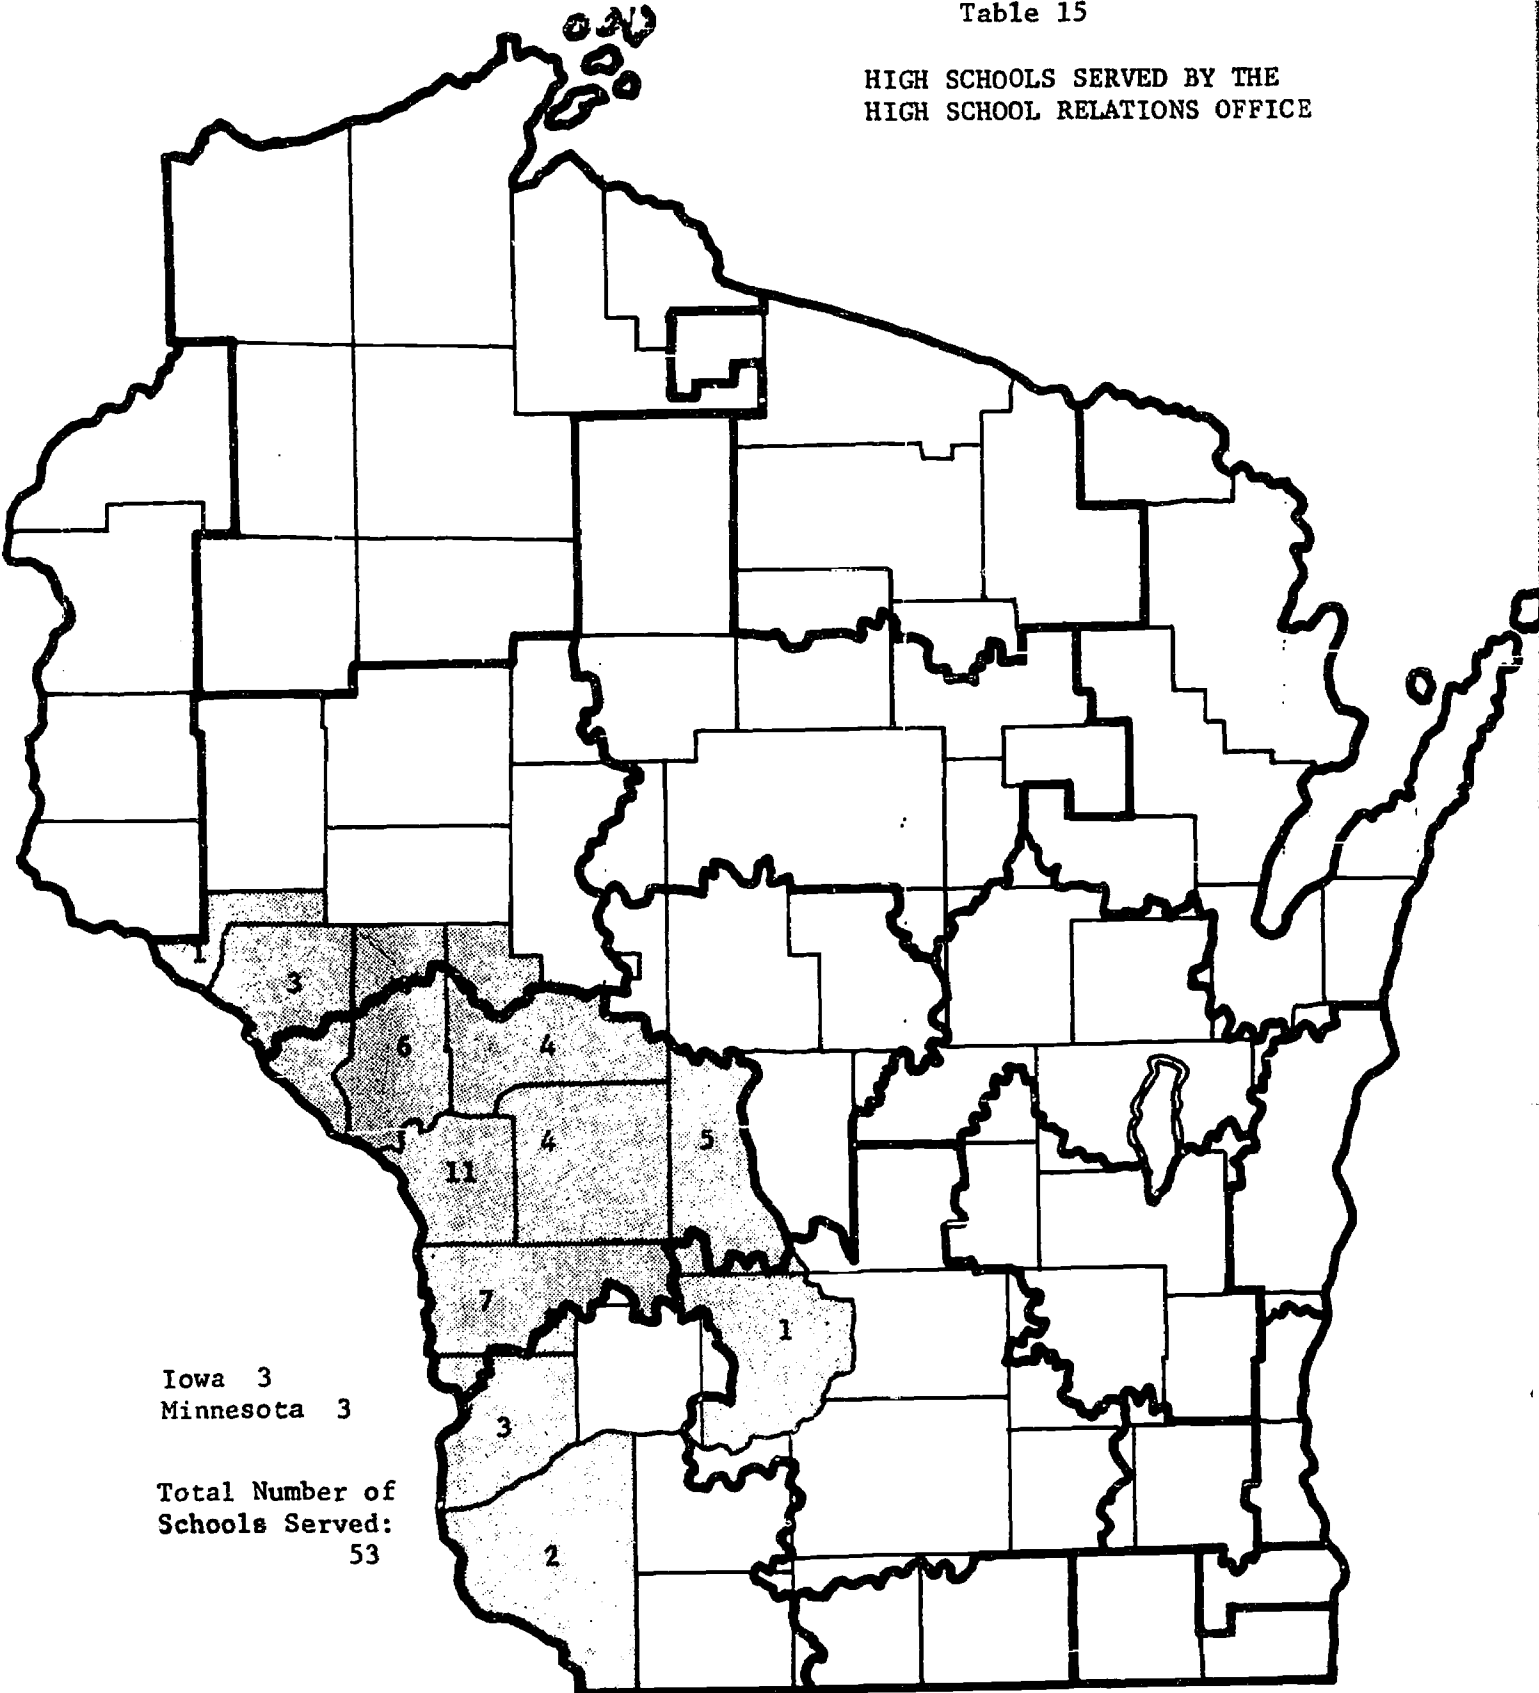 Table 15
HIGH SCHOOLS SERVED BY THE
HIGH SCHOOL RELATIONS OFFICE
1
3
6
4
4
5
11
7
1
Iowa 3
Minnesota 3
3
Total Number of
Schools Served:
53
2